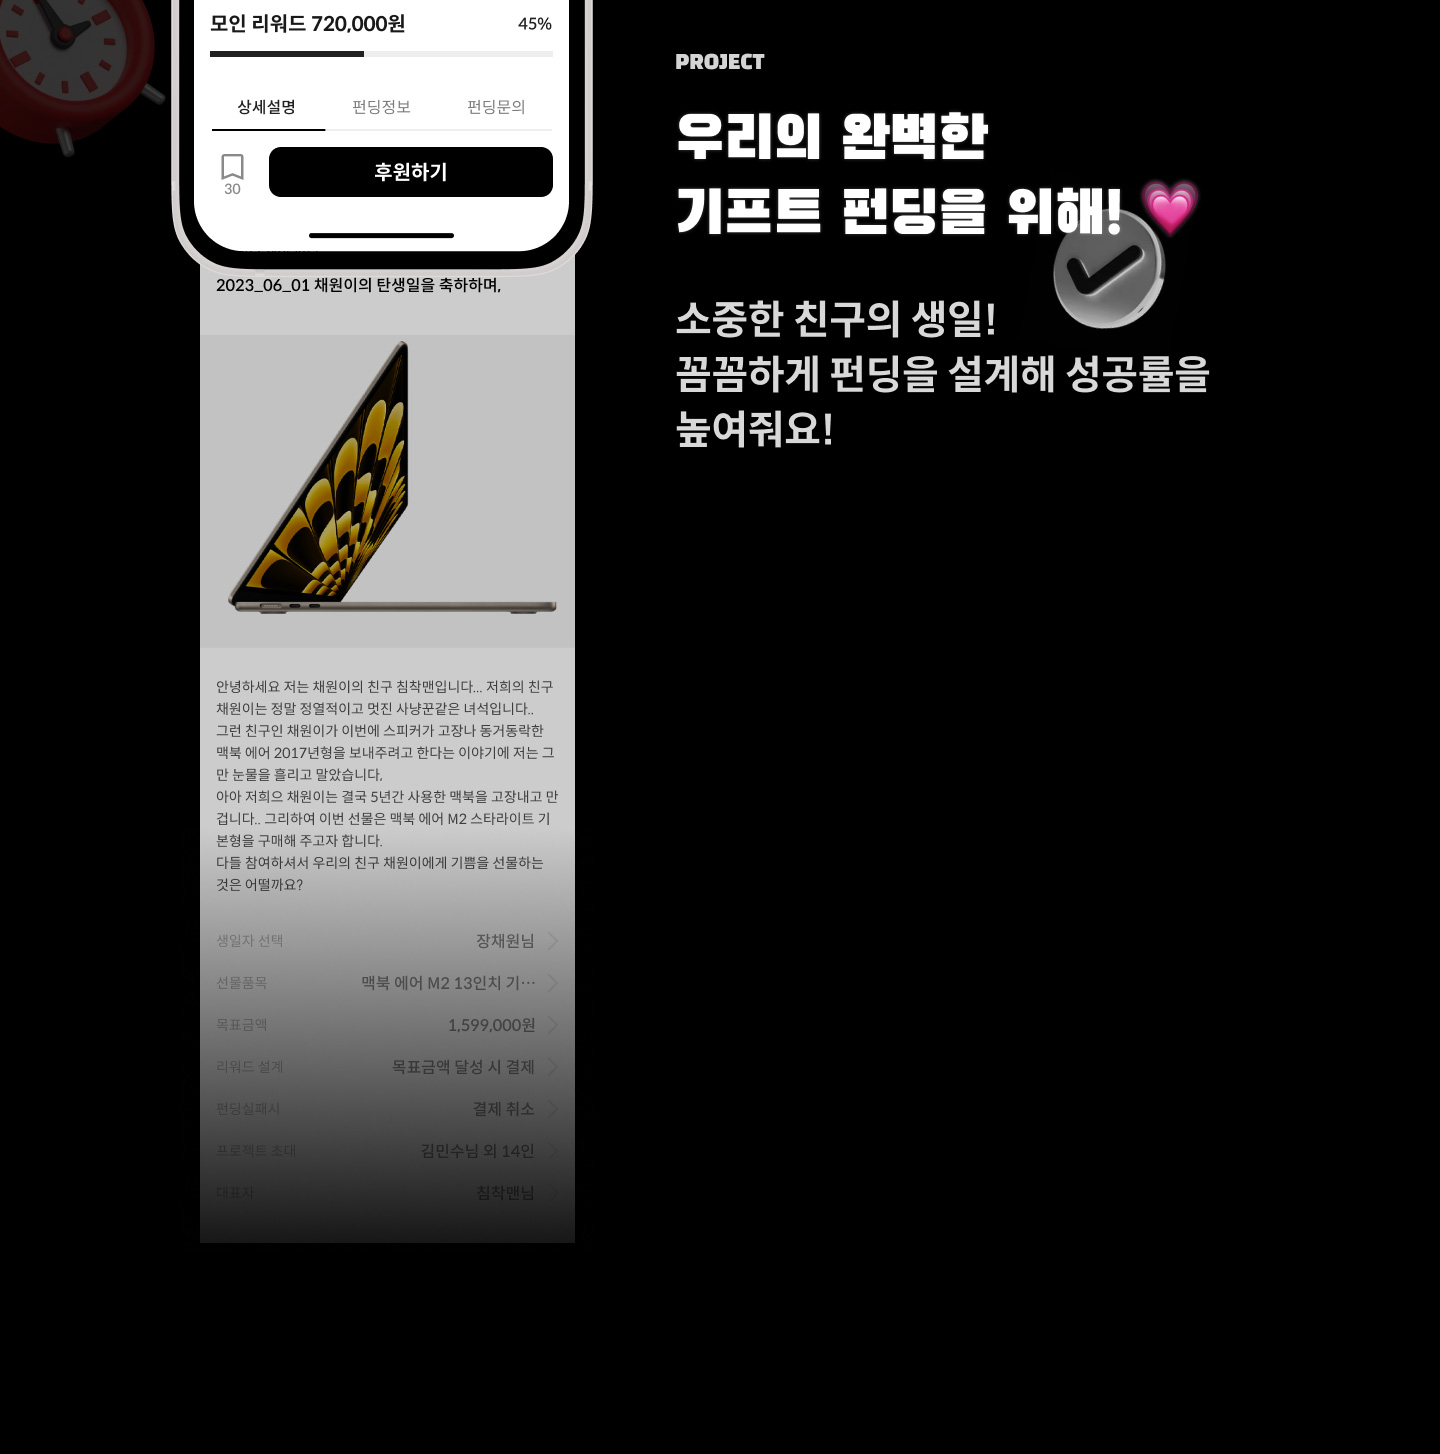 모인 리워드 720,000원
45%
상세설명
펀딩정보
펀딩문의
30
후원하기
2023_06_01 채원이의 탄생일을 축하하며,
안녕하세요 저는 채원이의 친구 침착맨입니다... 저희의 친구
채원이는 정말 정열적이고 멋진 사냥꾼같은 녀석입니다..
그런 친구인 채원이가 이번에 스피커가 고장나 동거동락한
맥북 에어 2017년형을 보내주려고 한다는 이야기에 저는 그
만 눈물을 흘리고 말았습니다,
아아 저희으 채원이는 결국 5년간 사용한 맥북을 고장내고 만
겁니다.. 그리하여 이번 선물은 맥북 에어 M2 스타라이트 기
본형을 구매해 주고자 합니다.
다들 참여하셔서 우리의 친구 채원이에게 기쁨을 선물하는
것은 어떨까요?
생일자 선택
장채원님
선물품목
맥북 에어 M2 13인치 기…
목표금액
1,599,000원
리워드 설계
목표금액 달성 시 결제
펀딩실패시
결제 취소
프로젝트 초대
김민수님 외 14인
대표자
침착맨님
PROJECT
우리의 완벽한
기프트 펀딩을 위해! 💗
소중한 친구의 생일!
꼼꼼하게 펀딩을 설계해 성공률을
높여줘요!